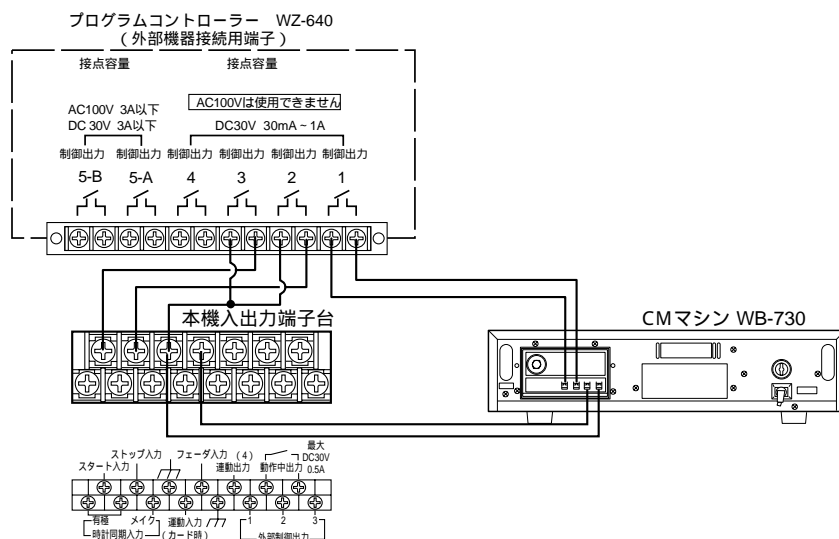 プログラムコントローラー WZ-640
（外部機器接続用端子）
接点容量 接点容量
AC100V 3A以下
DC 30V 3A以下
AC100Vは使用できません
DC30V 30mA ~ 1A
制御出力 制御出力 制御出力 制御出力 制御出力 制御出力
5-B 5-A 4 3 2 1
本機入出力端子台
CMマシン WB-730
スタート入力
ストップ入力
フェーダ入力
(4)
連動出力
動作中出力
最大
DC30V
0.5A
有極 メイク
時計同期入力
連動入力
(カード時)
1 2 3
外部制御出力